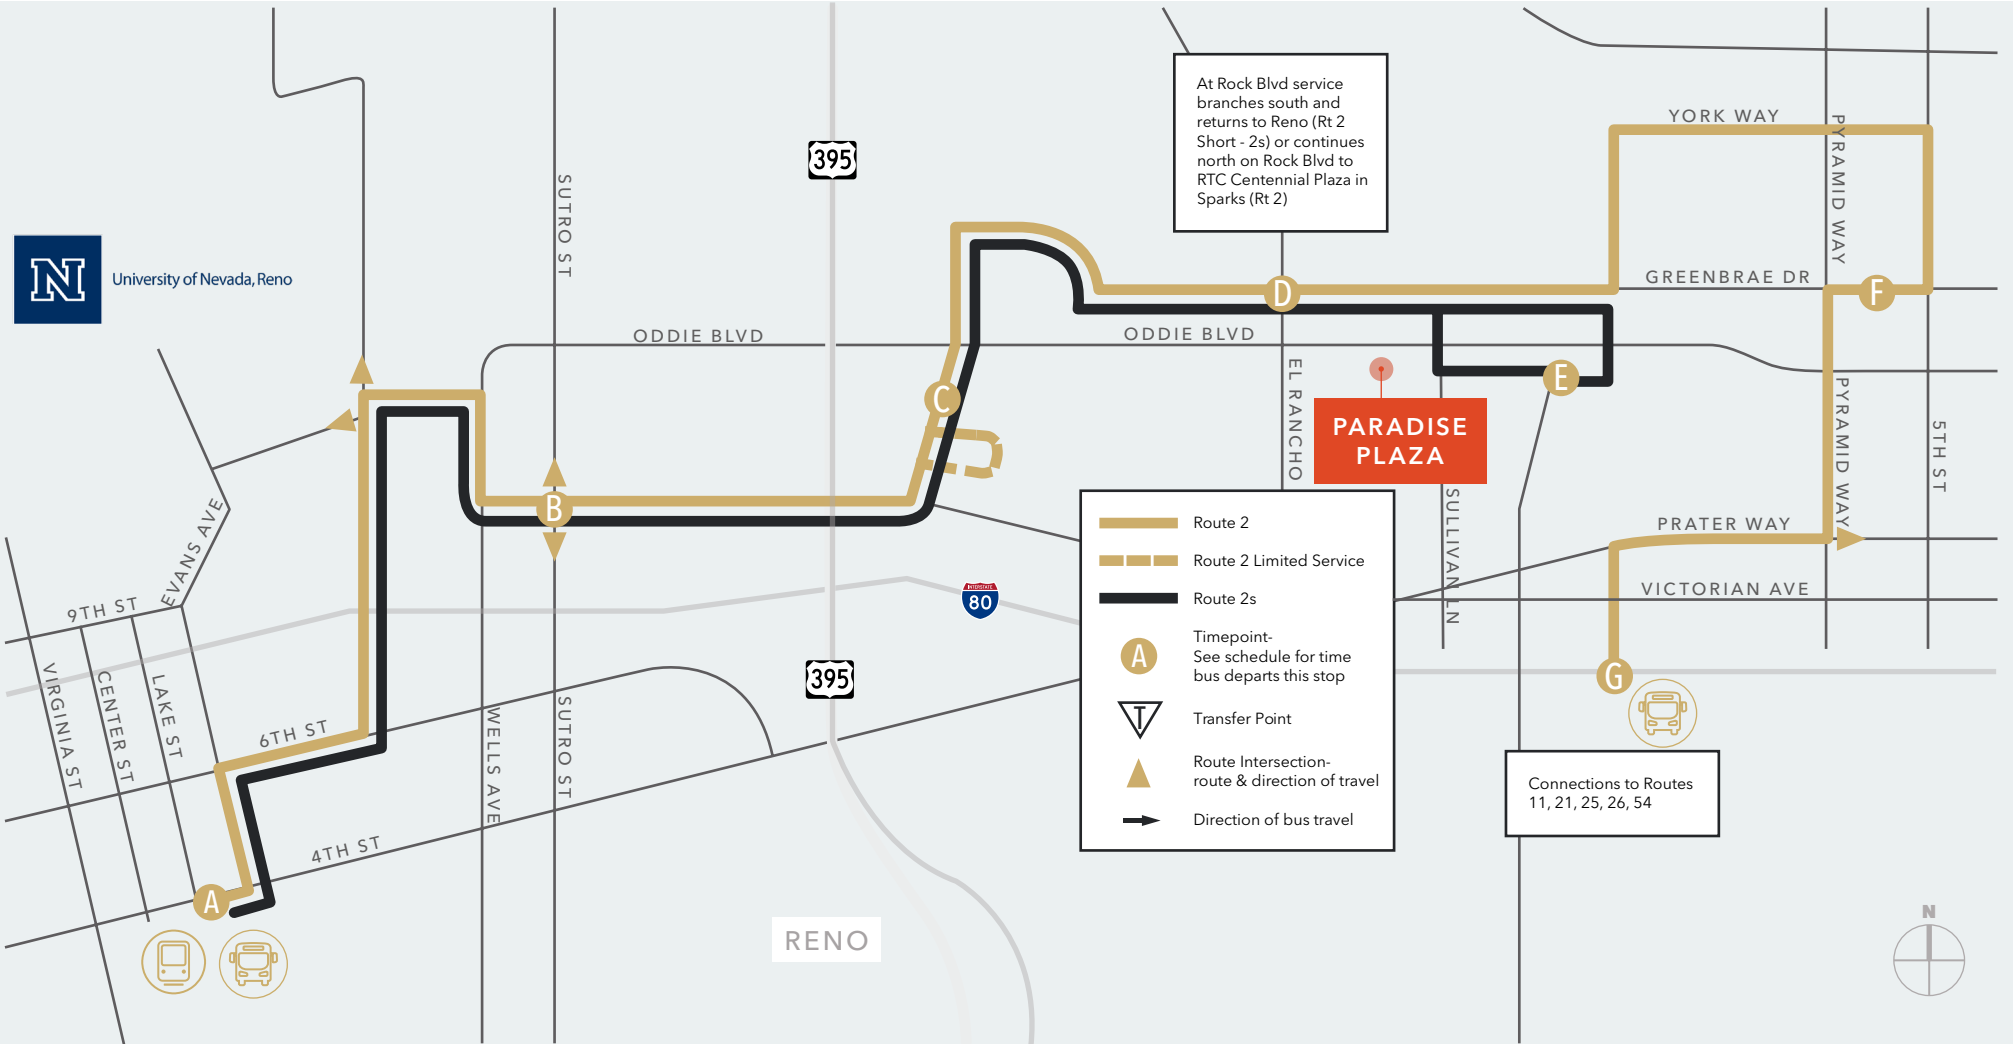 At Rock Blvd service
branches south and
returns to Reno (Rt 2
Short - 2s) or continues
north on Rock Blvd to
RTC Centennial Plaza in
Sparks (Rt 2)
YORK WAY
PYRAMID WAY
395
SUTRO ST
N
University of Nevada, Reno
GREENBRAE DR
D
F
ODDIE BLVD
ODDIE BLVD
EL RANCHO
E
C
PARADISE
PLAZA
PYRAMID WAY
5TH ST
B
EVANS AVE
SULLIVAN LN
PRATER WAY
VICTORIAN AVE
Route 2
Route 2 Limited Service
Route 2s
A
Timepoint-
See schedule for time
bus departs this stop
T
Transfer Point
Route Intersection-
route & direction of travel
Direction of bus travel
INTERSTATE
80
9TH ST
VIRGINIA ST
CENTER ST
LAKE ST
6TH ST
395
G
WELLS AVE
SUTRO ST
4TH ST
Connections to Routes
11, 21, 25, 26, 54
A
RENO
N